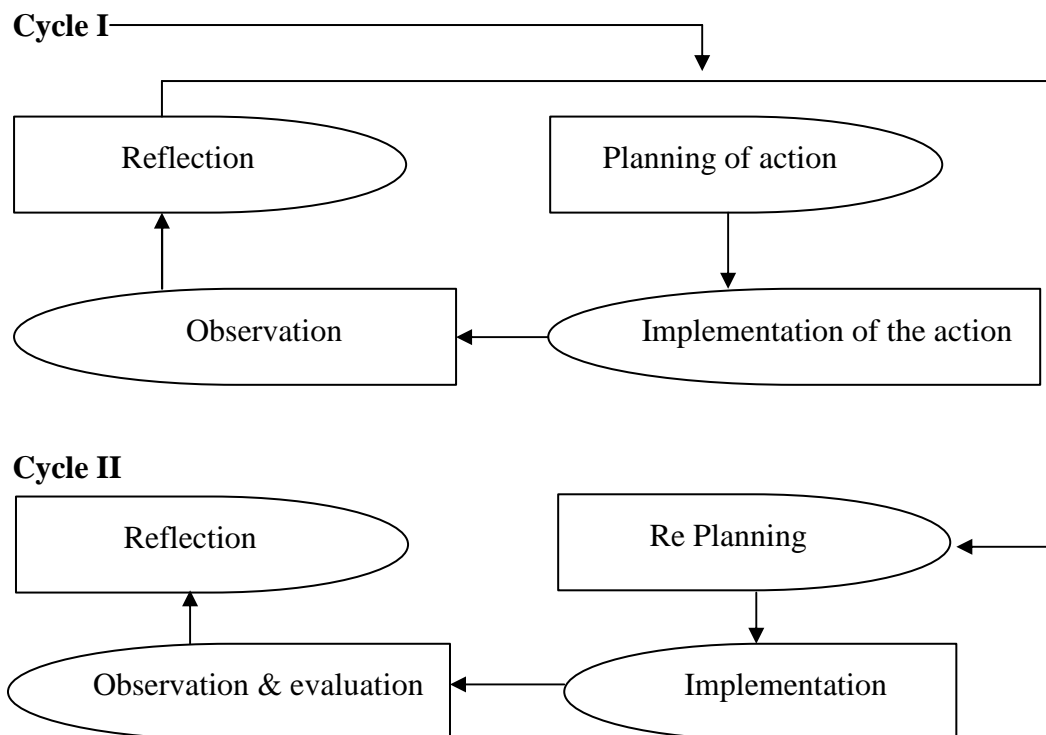 Cycle I
Reflection
Planning of action
Observation
Implementation of the action
Cycle II
Reflection
Re Planning
Observation & evaluation
Implementation